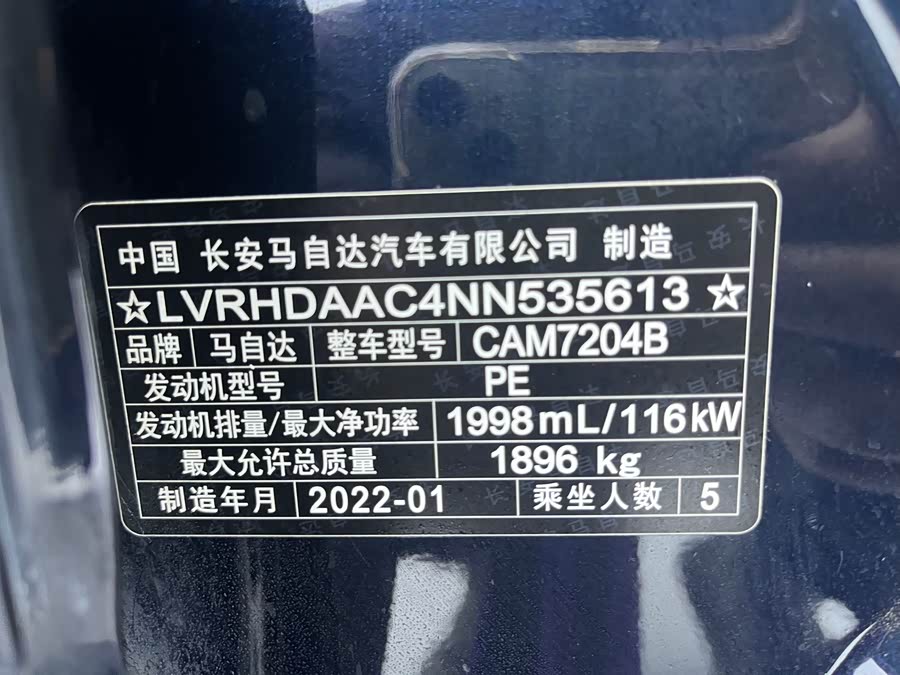 中国 长安马自达汽车有限公司 制造
☆LVRHDAAC4NN535613☆
品牌 马自达 整车型号 CAM7204B
发动机型号 PE
发动机排量/最大净功率 1998mL/116kW
最大允许总质量 1896 kg
制造年月 2022-01 乘坐人数 5